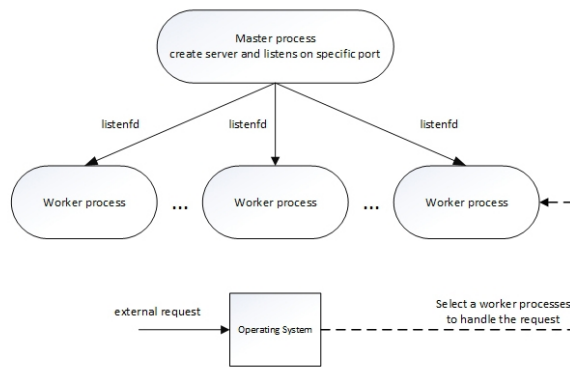 Master process
create server and listens on specific port
listenfd
listenfd
listenfd
Worker process
...
Worker process
...
Worker process
external request
Operating System
Select a worker processes
to handle the request